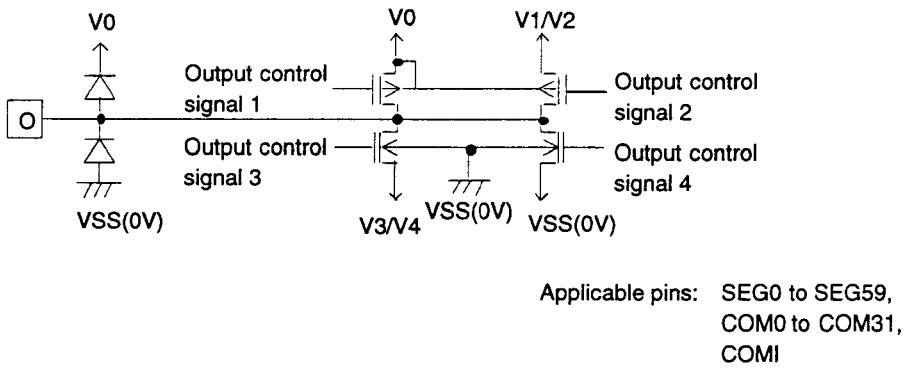 V0
V0
V1/V2
Output control
signal 1
Output control
signal 2
O
Output control
signal 3
Output control
signal 4
VSS(0V)
V3/V4
VSS(0V)
VSS(0V)
Applicable pins: SEG0 to SEG59,
COM0 to COM31,
COMI